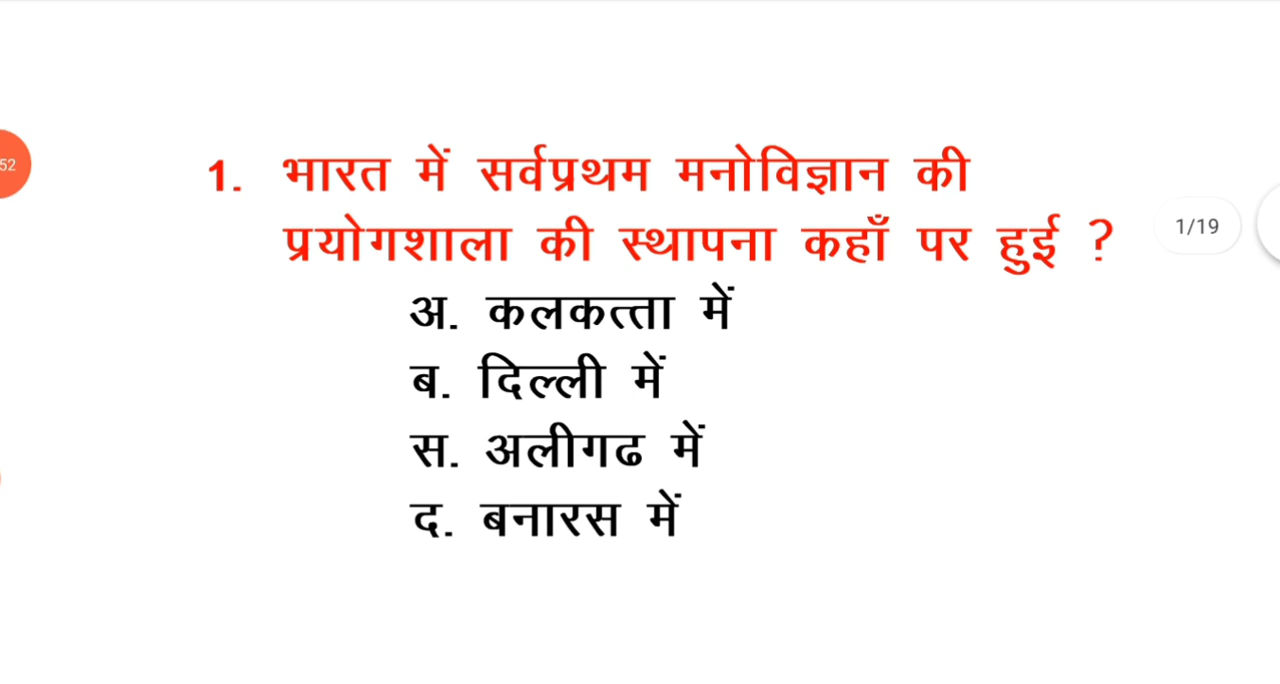 52
1. भारत में सर्वप्रथम मनोविज्ञान की
प्रयोगशाला की स्थापना कहाँ पर हुई ?
1/19
अ. कलकत्ता में
ब. दिल्ली में
स. अलीगढ में
द. बनारस में